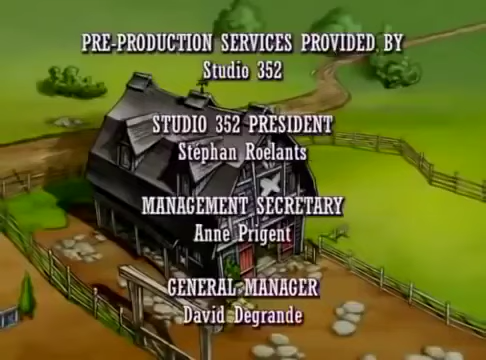 PRE-PRODUCTION SERVICES PROVIDED BY
Studio 352
STUDIO 352 PRESIDENT
Stéphan Roelants
MANAGEMENT SECRETARY
Anne Prigent
GENERAL MANAGER
David Degrande